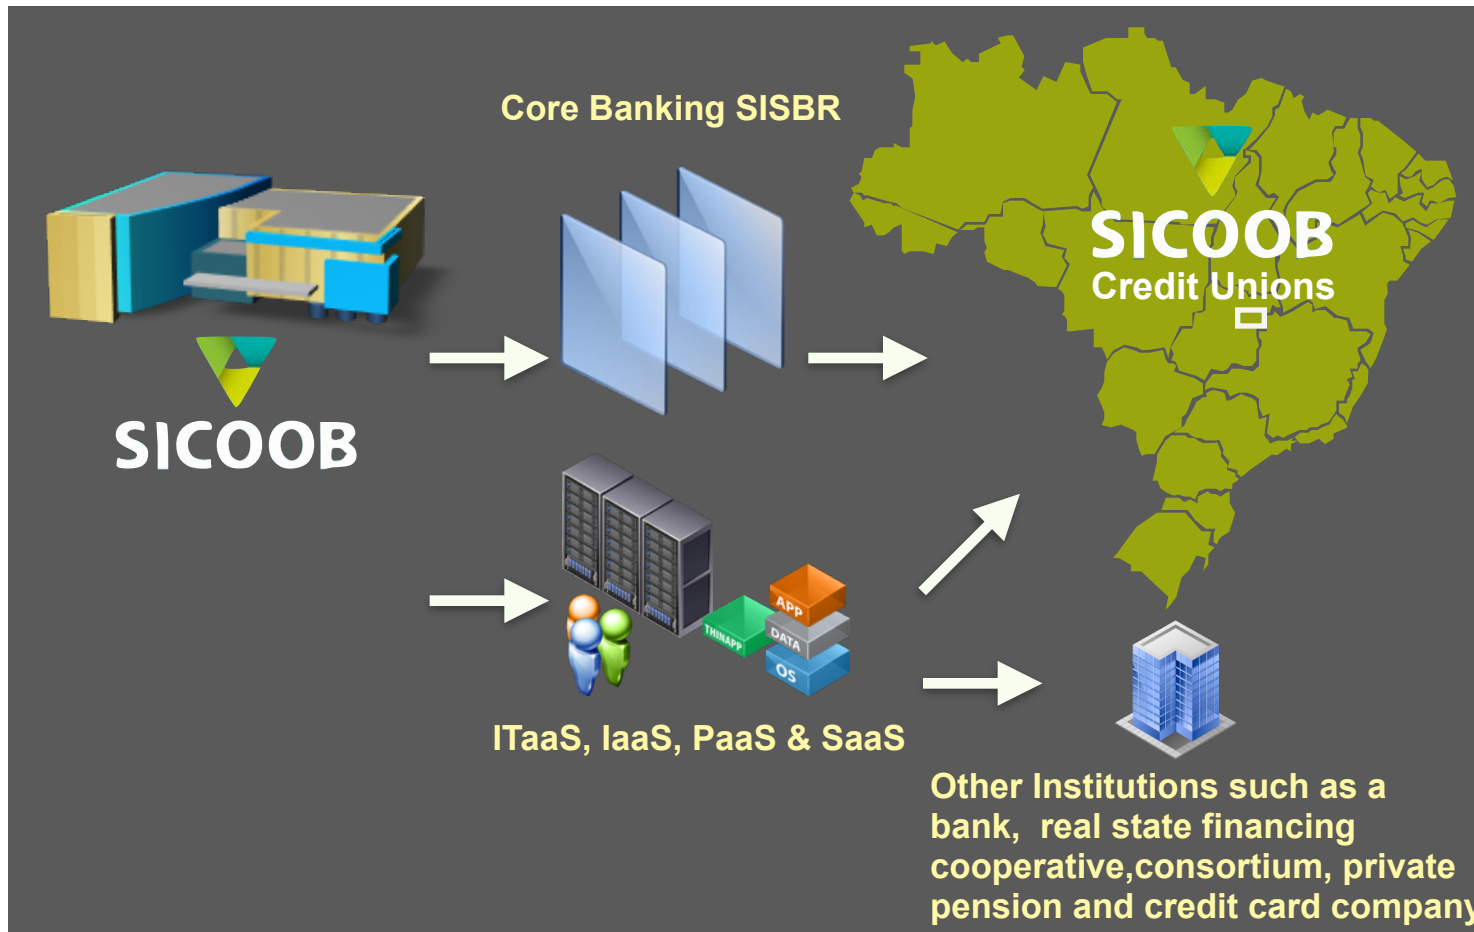 Core Banking SISBR
SICOOB
Credit Unions
SICOOB
APP
THINAPP
DATA
OS
ITaaS, IaaS, PaaS & SaaS
Other Institutions such as a
bank,  real state financing
cooperative,consortium, private
pension and credit card company